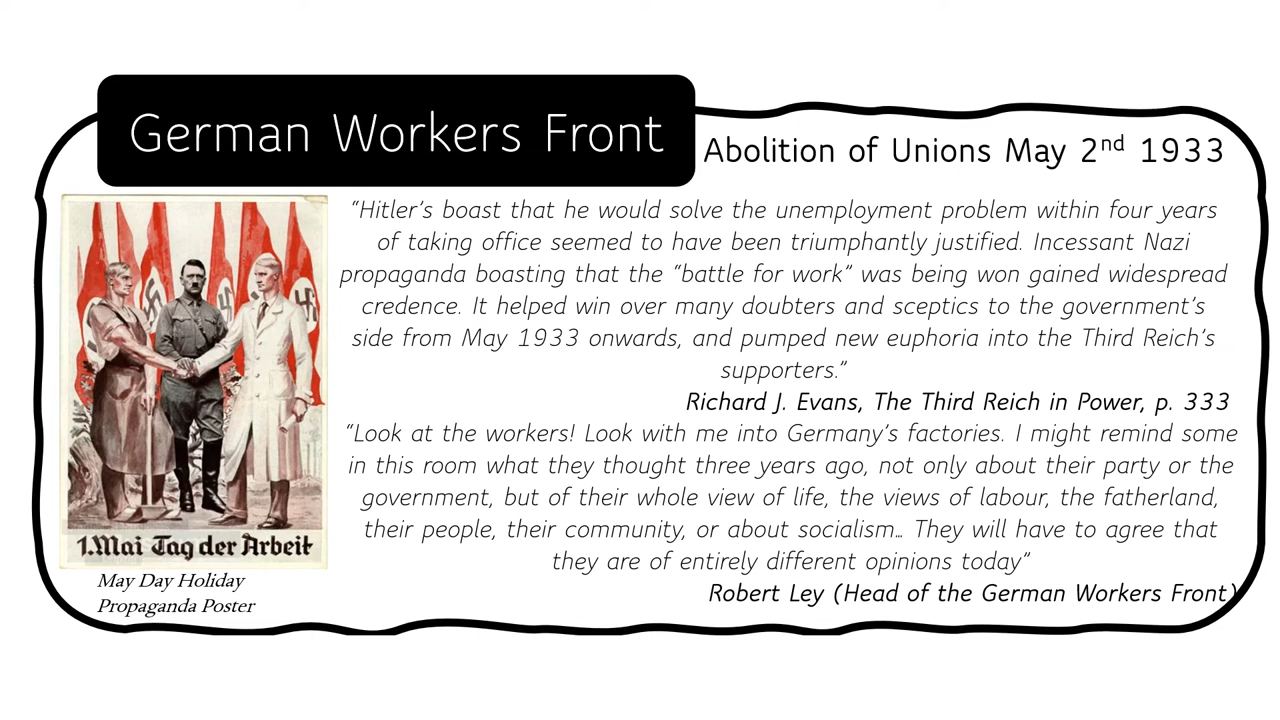 German Workers Front
Abolition of Unions May 2nd 1933
“Hitler’s boast that he would solve the unemployment problem within four years
of taking office seemed to have been triumphantly justified. Incessant Nazi
propaganda boasting that the “battle for work” was being won gained widespread
credence. It helped win over many doubters and sceptics to the government’s
side from May 1933 onwards, and pumped new euphoria into the Third Reich’s
supporters.”
Richard J. Evans, The Third Reich in Power, p. 333
“Look at the workers! Look with me into Germany’s factories. I might remind some
in this room what they thought three years ago, not only about their party or the
government, but of their whole view of life, the views of labour, the fatherland,
their people, their community, or about socialism… They will have to agree that
they are of entirely different opinions today”
Robert Ley (Head of the German Workers Front)
1. Mai Tag der Arbeit
May Day Holiday
Propaganda Poster